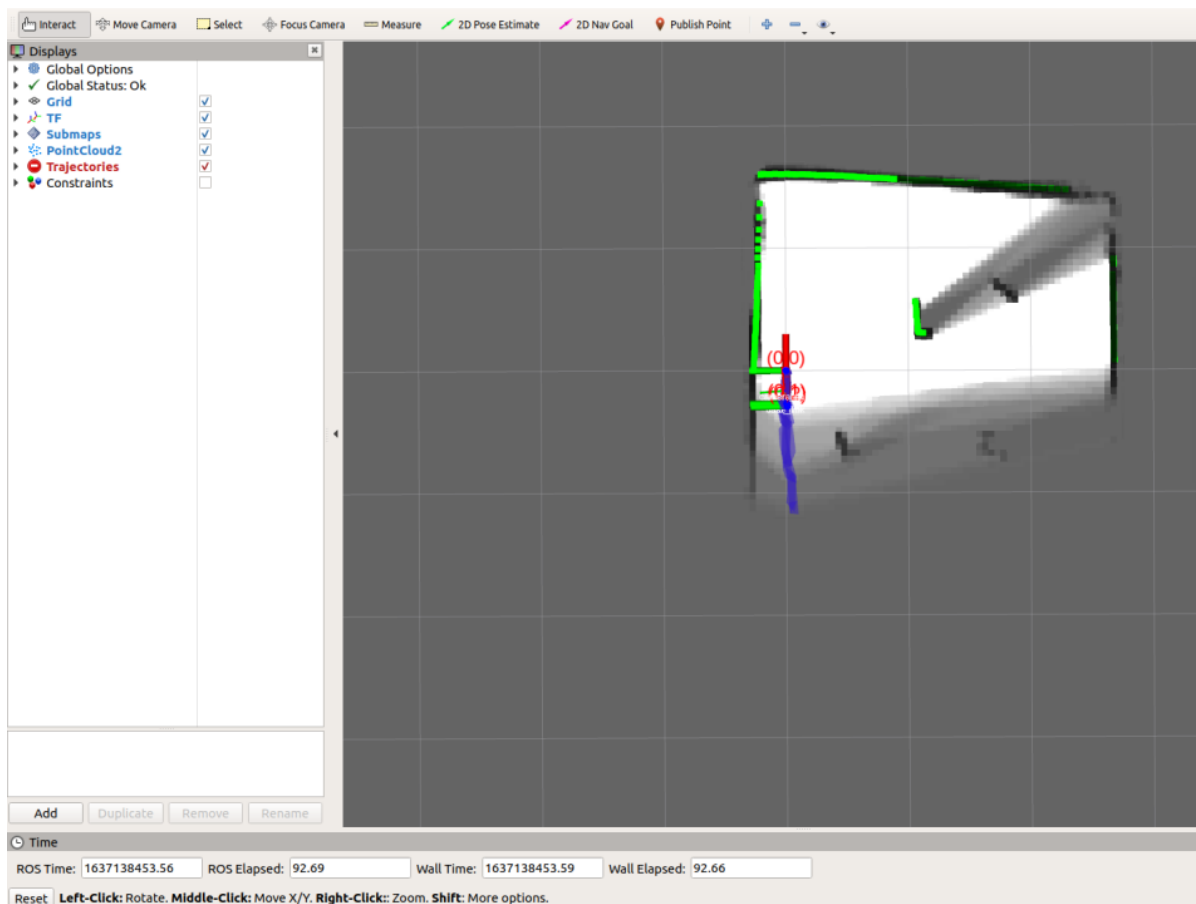 Interact Move Camera Select Focus Camera Measure 2D Pose Estimate 2D Nav Goal Publish Point
Displays
Global Options
Global Status: Ok
Grid
TF
Submaps
PointCloud2
Trajectories
Constraints
(0,0)
Add Duplicate Remove Rename
Time
ROS Time: 1637138453.56 ROS Elapsed: 92.69 Wall Time: 1637138453.59 Wall Elapsed: 92.66
Reset Left-Click: Rotate. Middle-Click: Move X/Y. Right-Click:: Zoom. Shift: More options.